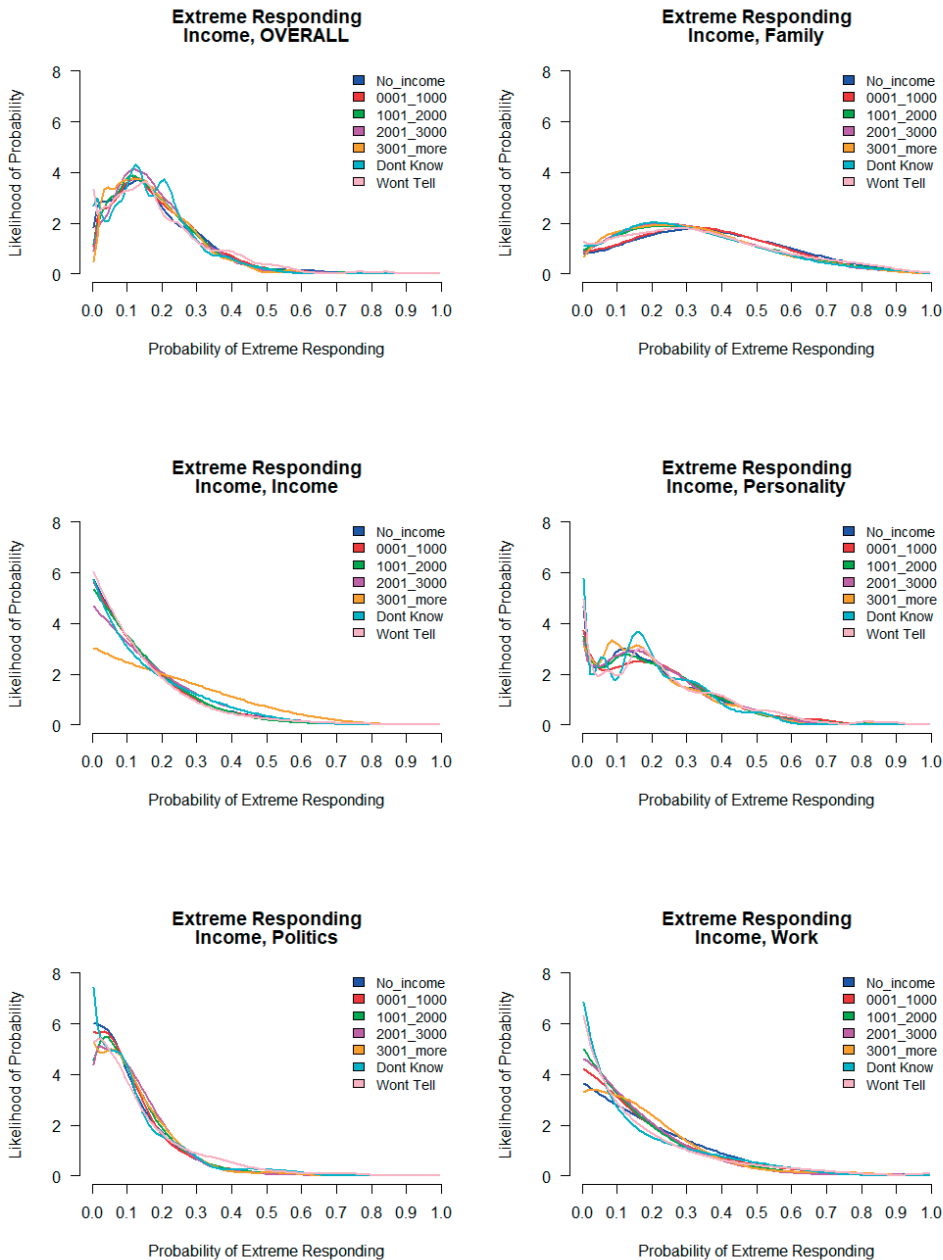 Extreme Responding
Income, OVERALL
Likelihood of Probability
8
6
4
2
0
No_income
0001_1000
1001_2000
2001_3000
3001_more
Dont Know
Wont Tell
0.0 0.1 0.2 0.3 0.4 0.5 0.6 0.7 0.8 0.9 1.0
Probability of Extreme Responding
Extreme Responding
Income, Family
Likelihood of Probability
8
6
4
2
0
No_income
0001_1000
1001_2000
2001_3000
3001_more
Dont Know
Wont Tell
0.0 0.1 0.2 0.3 0.4 0.5 0.6 0.7 0.8 0.9 1.0
Probability of Extreme Responding
Extreme Responding
Income, Income
Likelihood of Probability
8
6
4
2
0
No_income
0001_1000
1001_2000
2001_3000
3001_more
Dont Know
Wont Tell
0.0 0.1 0.2 0.3 0.4 0.5 0.6 0.7 0.8 0.9 1.0
Probability of Extreme Responding
Extreme Responding
Income, Personality
Likelihood of Probability
8
6
4
2
0
No_income
0001_1000
1001_2000
2001_3000
3001_more
Dont Know
Wont Tell
0.0 0.1 0.2 0.3 0.4 0.5 0.6 0.7 0.8 0.9 1.0
Probability of Extreme Responding
Extreme Responding
Income, Politics
Likelihood of Probability
8
6
4
2
0
No_income
0001_1000
1001_2000
2001_3000
3001_more
Dont Know
Wont Tell
0.0 0.1 0.2 0.3 0.4 0.5 0.6 0.7 0.8 0.9 1.0
Probability of Extreme Responding
Extreme Responding
Income, Work
Likelihood of Probability
8
6
4
2
0
No_income
0001_1000
1001_2000
2001_3000
3001_more
Dont Know
Wont Tell
0.0 0.1 0.2 0.3 0.4 0.5 0.6 0.7 0.8 0.9 1.0
Probability of Extreme Responding